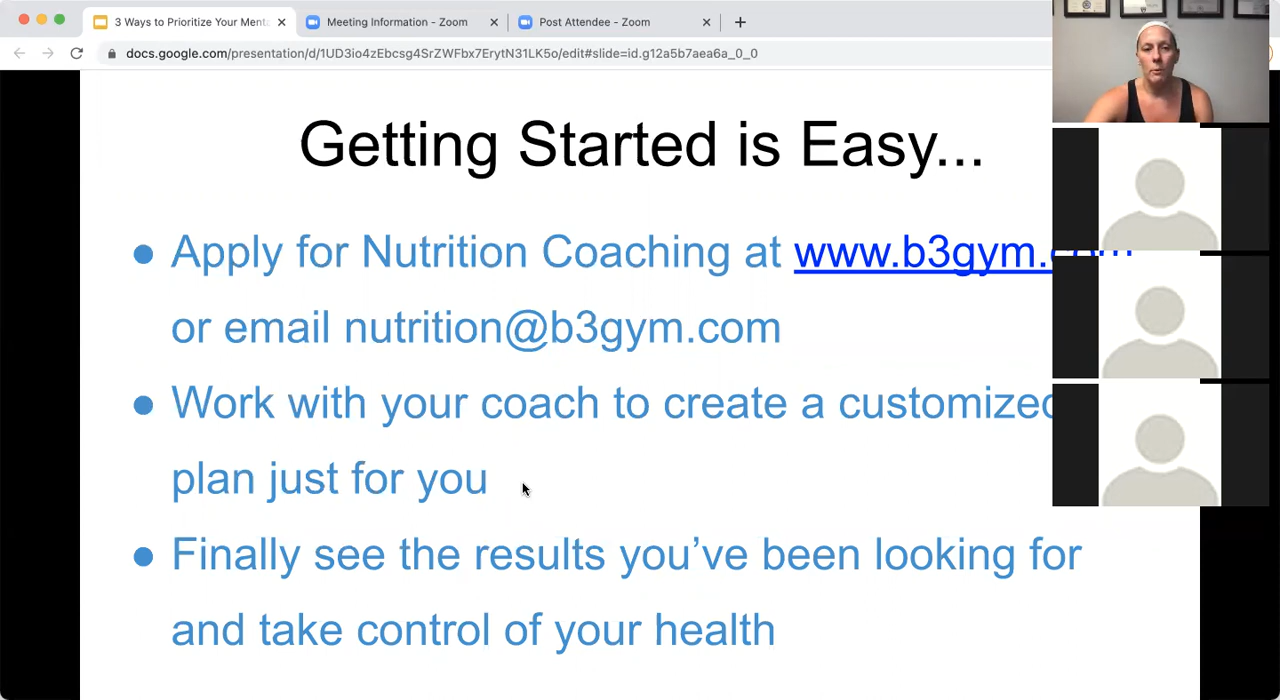 3 Ways to Prioritize Your Menta
Meeting Information - Zoom
Post Attendee - Zoom
docs.google.com/presentation/d/1UD3io4zEbcsg4SrZWFbx7ErytN31LK5o/edit#slide=id.g12a5b7aea6a_0_0
Getting Started is Easy...
● Apply for Nutrition Coaching at www.b3gym.com
or email nutrition@b3gym.com
● Work with your coach to create a customized
plan just for you
● Finally see the results you’ve been looking for
and take control of your health